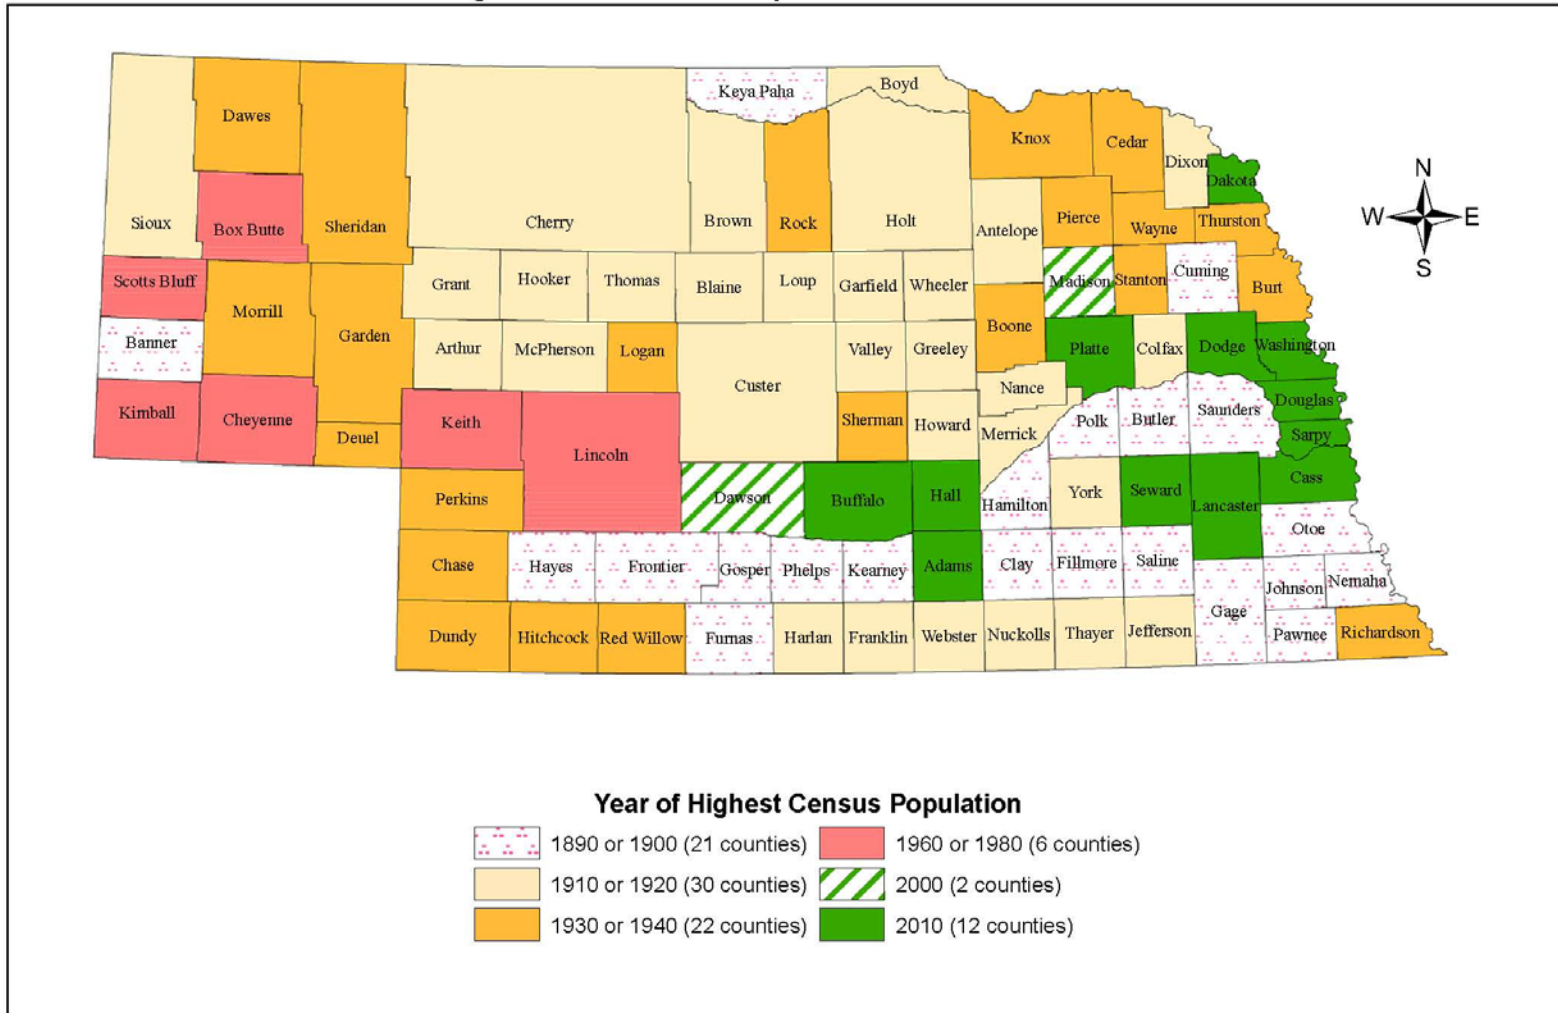 Keya Paha
Boyd
Dawes
Knox
Cedar
Dixon
Dakota
Sioux
Box Butte
Sheridan
Cherry
Brown
Rock
Holt
Antelope
Pierce
Wayne
Thurston
N
W E
S
Scotts Bluff
Morrill
Grant
Hooker
Thomas
Blaine
Loup
Garfield
Wheeler
Madison
Stanton
Cuming
Burt
Banner
Garden
Arthur
McPherson
Logan
Custer
Valley
Greeley
Boone
Platte
Colfax
Dodge
Washington
Kimball
Cheyenne
Deuel
Keith
Lincoln
Sherman
Howard
Nance
Merrick
Polk
Butler
Saunders
Douglas
Sarpy
Perkins
Dawson
Buffalo
Hall
Hamilton
York
Seward
Lancaster
Cass
Otoe
Chase
Hayes
Frontier
Gosper
Phelps
Kearney
Adams
Clay
Fillmore
Saline
Gage
Johnson
Nemaha
Dundy
Hitchcock
Red Willow
Furnas
Harlan
Franklin
Webster
Nuckolls
Thayer
Jefferson
Pawnee
Richardson
Year of Highest Census Population
1890 or 1900 (21 counties)
1960 or 1980 (6 counties)
1910 or 1920 (30 counties)
2000 (2 counties)
1930 or 1940 (22 counties)
2010 (12 counties)